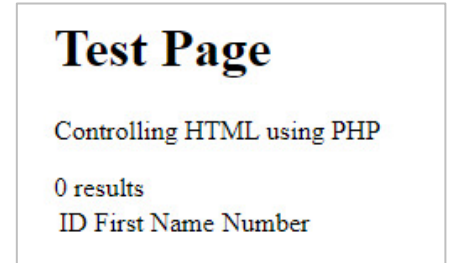 Test Page
Controlling HTML using PHP
0 results
ID First Name Number